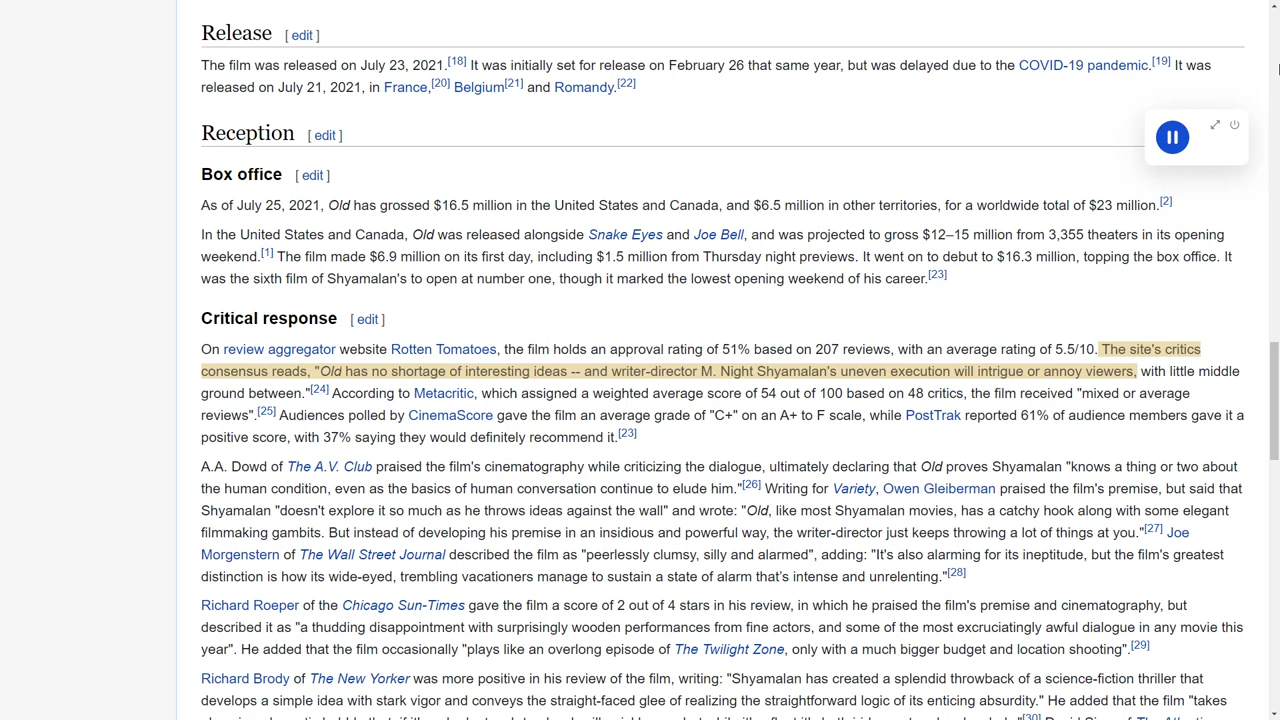 Release [ edit ]
The film was released on July 23, 2021.[18] It was initially set for release on February 26 that same year, but was delayed due to the COVID-19 pandemic.[19] It was
released on July 21, 2021, in France,[20] Belgium[21] and Romandy.[22]
Reception [ edit ]
Box office [ edit ]
As of July 25, 2021, Old has grossed $16.5 million in the United States and Canada, and $6.5 million in other territories, for a worldwide total of $23 million.[2]
In the United States and Canada, Old was released alongside Snake Eyes and Joe Bell, and was projected to gross $12–15 million from 3,355 theaters in its opening
weekend.[1] The film made $6.9 million on its first day, including $1.5 million from Thursday night previews. It went on to debut to $16.3 million, topping the box office. It
was the sixth film of Shyamalan's to open at number one, though it marked the lowest opening weekend of his career.[23]
Critical response [ edit ]
On review aggregator website Rotten Tomatoes, the film holds an approval rating of 51% based on 207 reviews, with an average rating of 5.5/10. The site's critics
consensus reads, "Old has no shortage of interesting ideas -- and writer-director M. Night Shyamalan's uneven execution will intrigue or annoy viewers, with little middle
ground between."[24] According to Metacritic, which assigned a weighted average score of 54 out of 100 based on 48 critics, the film received "mixed or average
reviews".[25] Audiences polled by CinemaScore gave the film an average grade of "C+" on an A+ to F scale, while PostTrak reported 61% of audience members gave it a
positive score, with 37% saying they would definitely recommend it.[23]
A.A. Dowd of The A.V. Club praised the film's cinematography while criticizing the dialogue, ultimately declaring that Old proves Shyamalan "knows a thing or two about
the human condition, even as the basics of human conversation continue to elude him."[26] Writing for Variety, Owen Gleiberman praised the film's premise, but said that
Shyamalan "doesn't explore it so much as he throws ideas against the wall" and wrote: "Old, like most Shyamalan movies, has a catchy hook along with some elegant
filmmaking gambits. But instead of developing his premise in an insidious and powerful way, the writer-director just keeps throwing a lot of things at you."[27] Joe
Morgenstern of The Wall Street Journal described the film as "peerlessly clumsy, silly and alarmed", adding: "It's also alarming for its ineptitude, but the film's greatest
distinction is how its wide-eyed, trembling vacationers manage to sustain a state of alarm that's intense and unrelenting."[28]
Richard Roeper of the Chicago Sun-Times gave the film a score of 2 out of 4 stars in his review, in which he praised the film's premise and cinematography, but
described it as "a thudding disappointment with surprisingly wooden performances from fine actors, and some of the most excruciatingly awful dialogue in any movie this
year". He added that the film occasionally "plays like an overlong episode of The Twilight Zone, only with a much bigger budget and location shooting".[29]
Richard Brody of The New Yorker was more positive in his review of the film, writing: "Shyamalan has created a splendid throwback of a science-fiction thriller that
develops a simple idea with stark vigor and conveys the straight-faced glee of realizing the straightforward logic of its enticing absurdity." He added that the film "takes